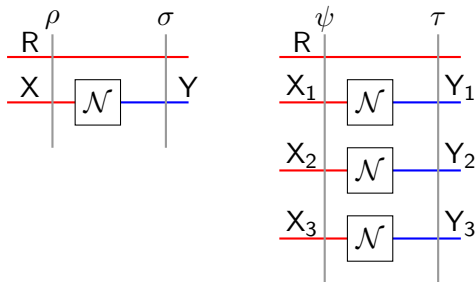 ρ σ
R
X 𝒩 Y
ψ τ
R
X₁ 𝒩 Y₁
X₂ 𝒩 Y₂
X₃ 𝒩 Y₃